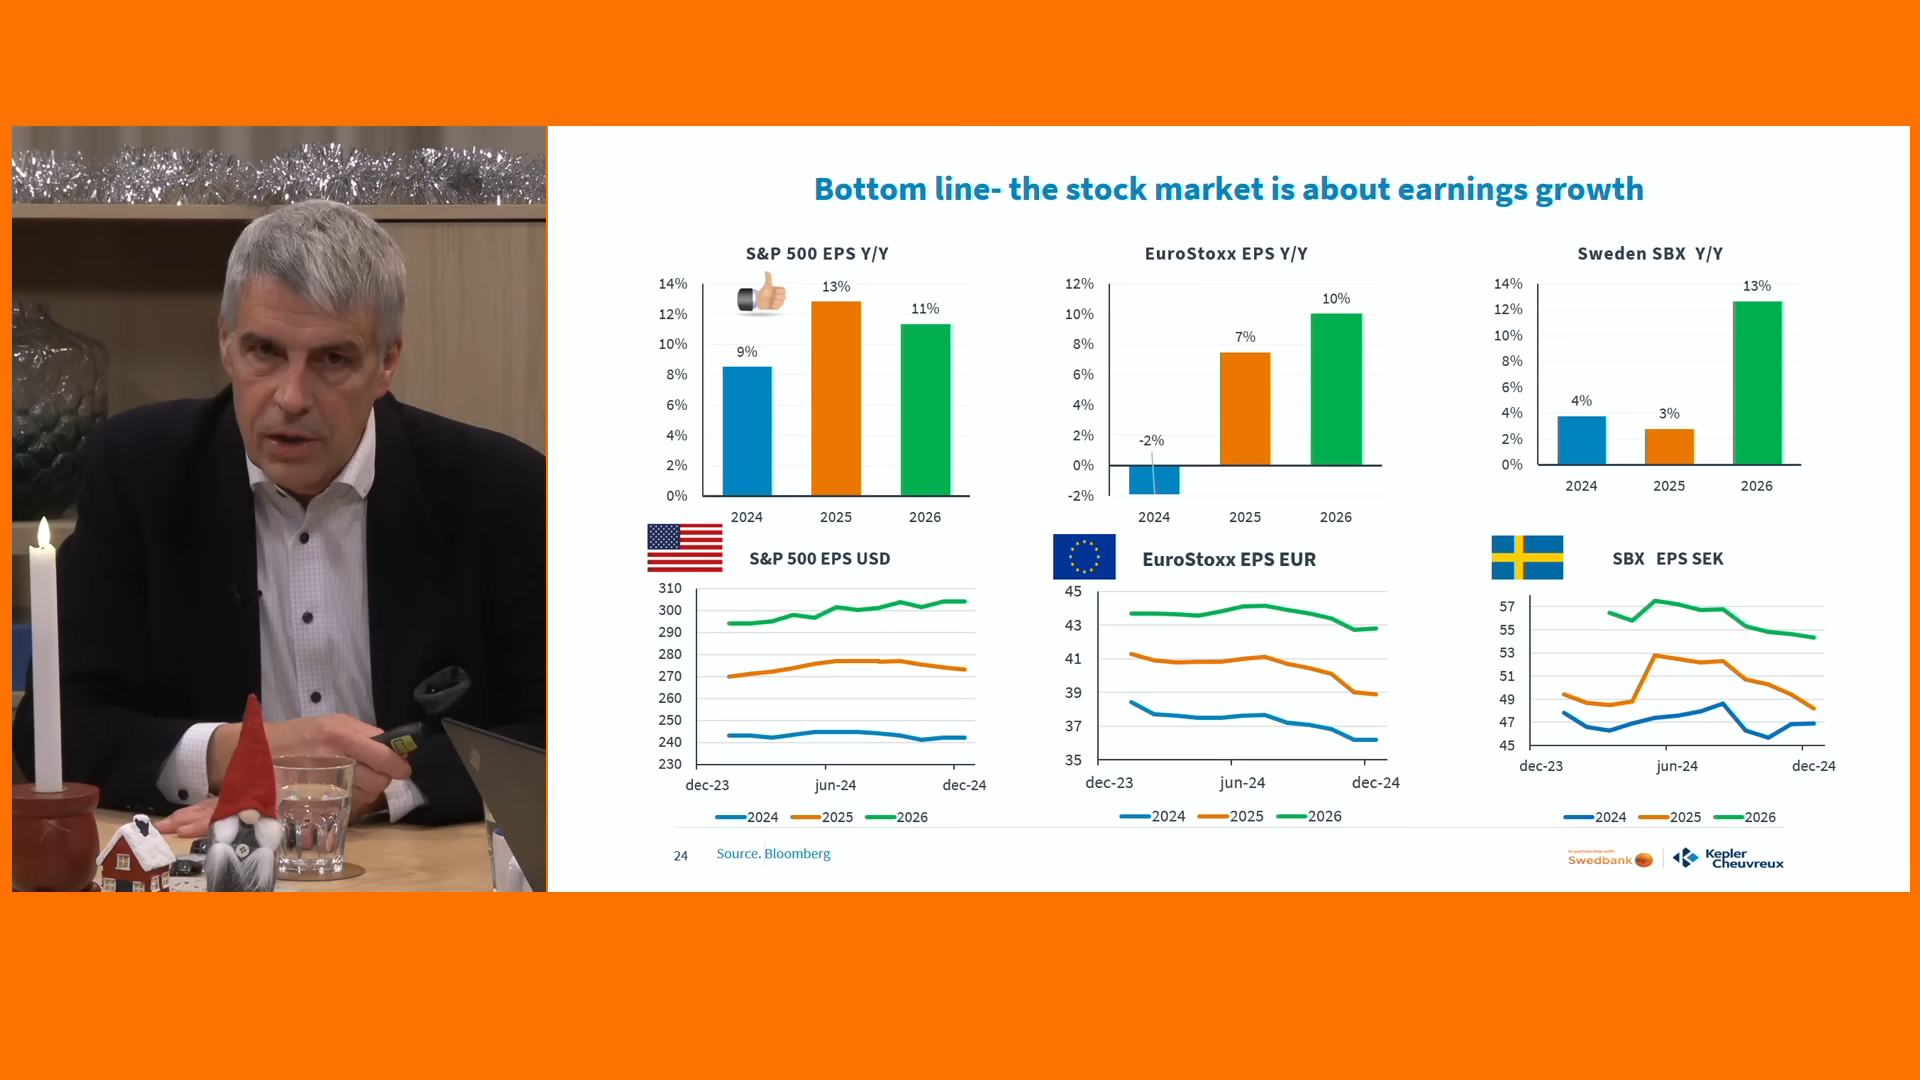 Bottom line- the stock market is about earnings growth
S&P 500 EPS Y/Y
14%
12%
10%
8%
6%
4%
2%
0%
9%
13%
11%
2024
2025
2026
EuroStoxx EPS Y/Y
12%
10%
8%
6%
4%
2%
0%
-2%
-2%
7%
10%
2024
2025
2026
Sweden SBX Y/Y
14%
12%
10%
8%
6%
4%
2%
0%
4%
3%
13%
2024
2025
2026
S&P 500 EPS USD
310
300
290
280
270
260
250
240
230
dec-23
jun-24
dec-24
2024 2025 2026
EuroStoxx EPS EUR
45
43
41
39
37
35
dec-23
jun-24
dec-24
2024 2025 2026
SBX EPS SEK
57
55
53
51
49
47
45
dec-23
jun-24
dec-24
2024 2025 2026
24
Source. Bloomberg
In partnership with
Swedbank
Kepler
Cheuvreux